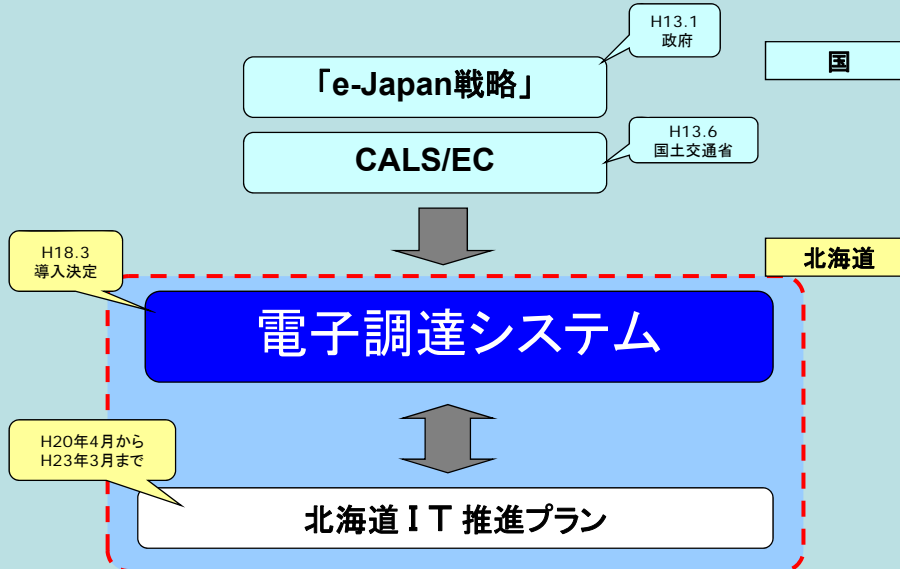 H13.1
政府
国
「e-Japan戦略」
H13.6
国土交通省
CALS/EC
北海道
H18.3
導入決定
電子調達システム
H20年4月から
H23年3月まで
北海道ＩＴ推進プラン